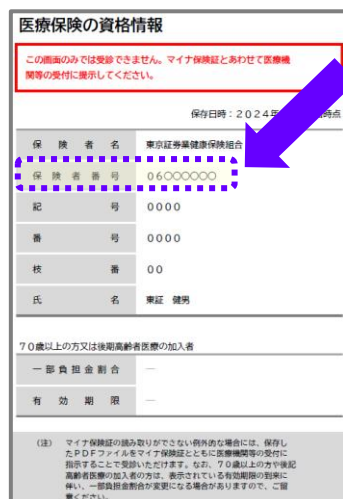 医療保険の資格情報
この画面のみでは受診できません。マイナ保険証とあわせて医療機
関等の受付に提示してください。
保存日時：2024年 時点
保険者名 東京証券業健康保険組合
保険者番号 06〇〇〇〇〇〇
記号 0000
番号 0000
枝番 00
氏名 東証 健男
70歳以上の方又は後期高齢者医療の加入者
一部負担金割合 ―
有効期限 ―
（注） マイナ保険証の読み取りができない例外的な場合には、保存し
たPDFファイルをマイナ保険証とともに医療機関等の受付に
提示することで受診いただけます。なお、70歳以上の方や後記
高齢者医療の加入者の方は、表示されている有効期限の到来に
伴い、一部負担金割合が変更になる場合がありますので、ご留
意ください。